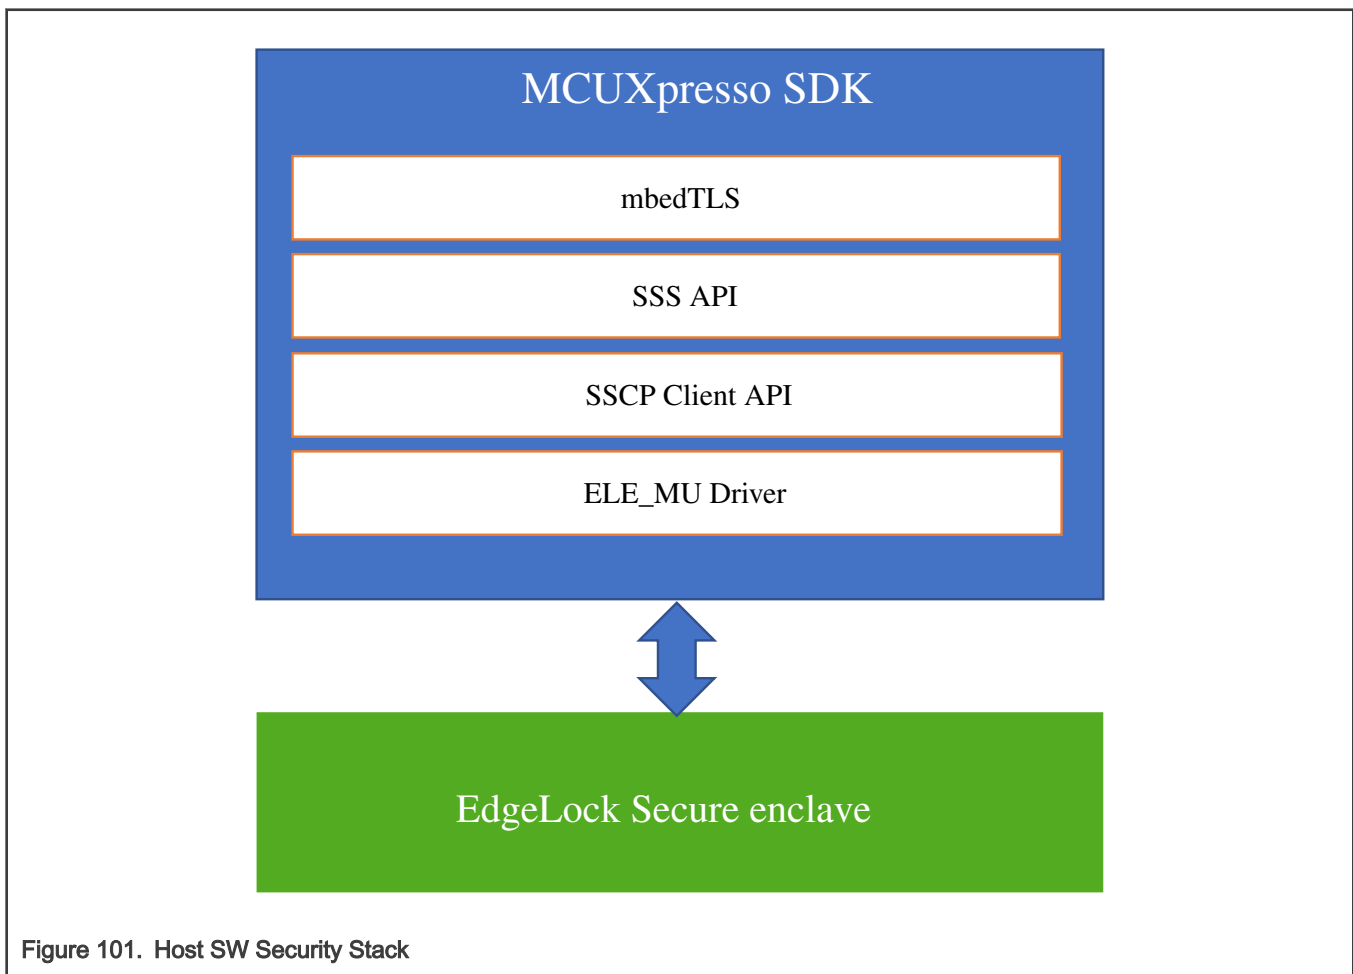 MCUXpresso SDK
mbedTLS
SSS API
SSCP Client API
ELE_MU Driver
EdgeLock Secure enclave
Figure 101. Host SW Security Stack